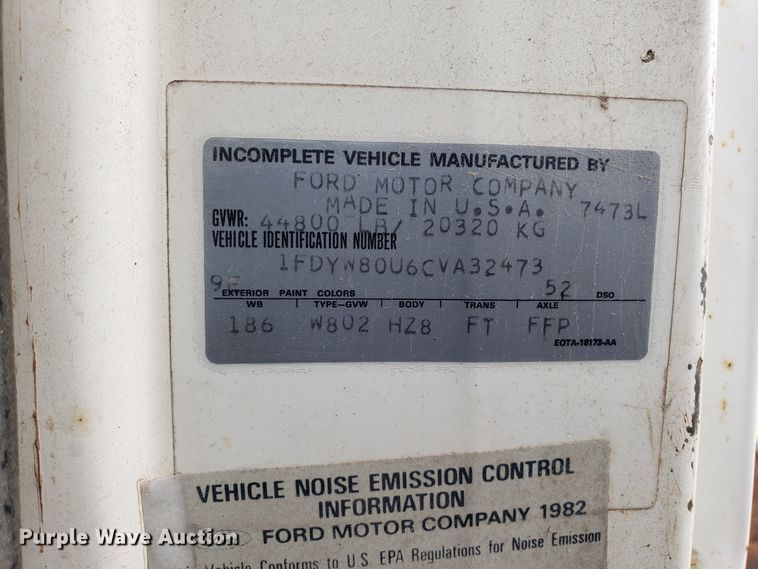 INCOMPLETE VEHICLE MANUFACTURED BY
FORD MOTOR COMPANY
MADE IN U.S.A. 7473L
GVWR: 44800 LB/ 20320 KG
VEHICLE IDENTIFICATION NUMBER
1FDYW80U6CVA32473
9E 52
EXTERIOR PAINT COLORS DSO
WB TYPE-GVW BODY TRANS AXLE
186 W802 HZ8 FT FFP
EOTA-18173-AA
VEHICLE NOISE EMISSION CONTROL
INFORMATION
FORD MOTOR COMPANY 1982
Vehicle Conforms to U.S. EPA Regulations for Noise Emission
Purple Wave Auction